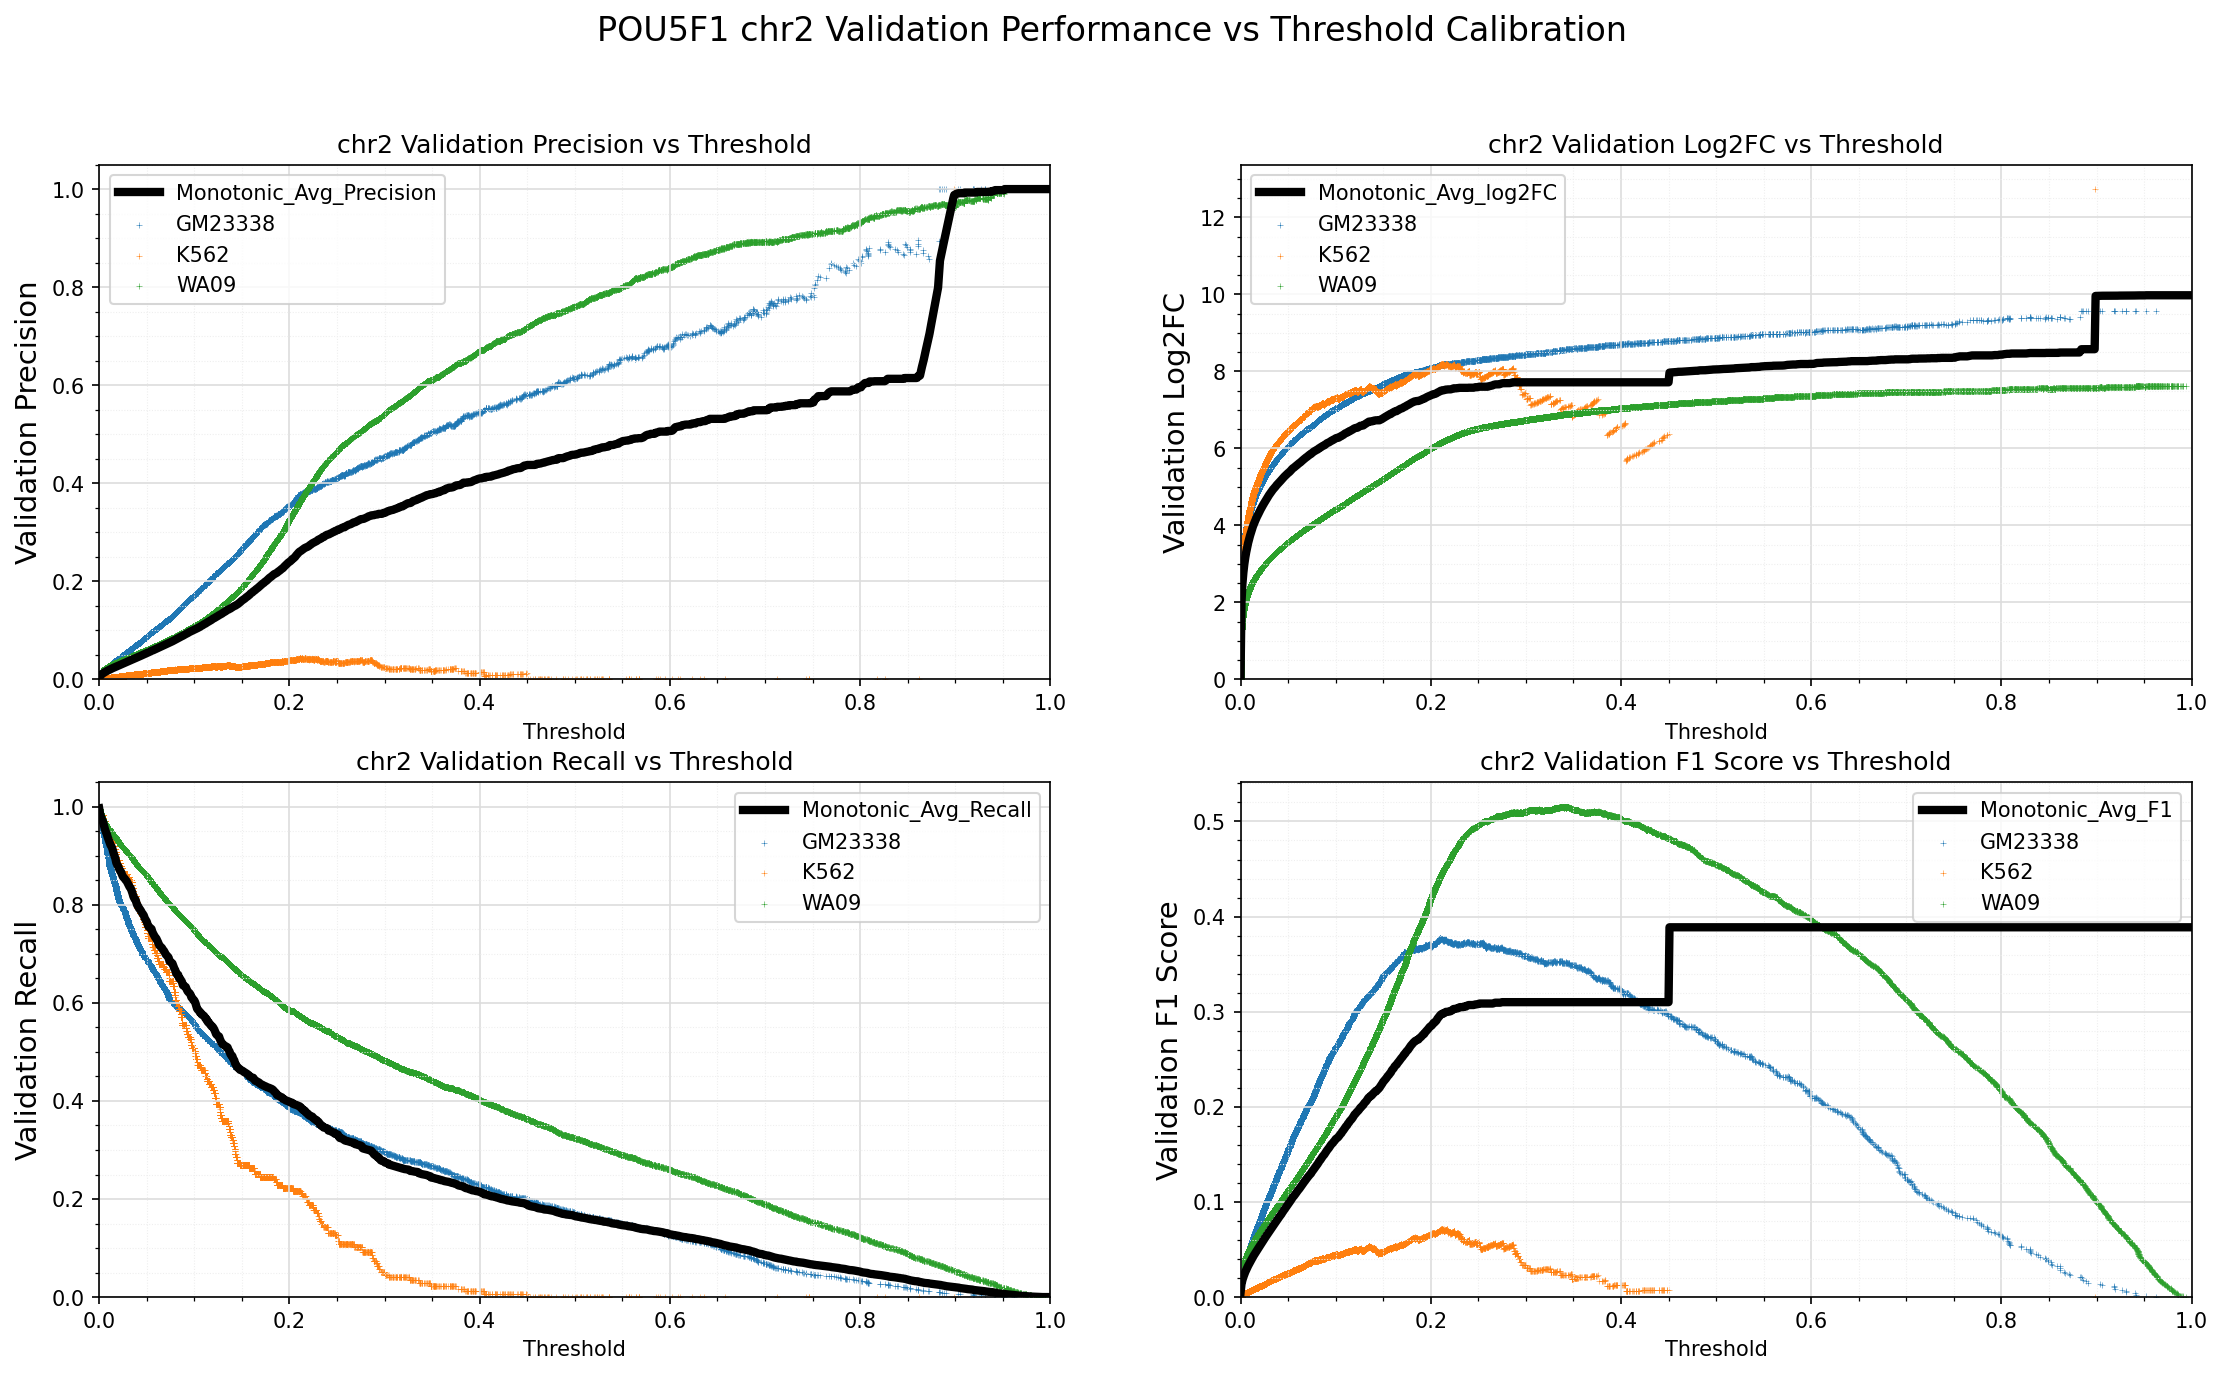 POU5F1 chr2 Validation Performance vs Threshold Calibration
chr2 Validation Precision vs Threshold
Validation Precision
1.0
0.8
0.6
0.4
0.2
0.0
Monotonic_Avg_Precision
GM23338
K562
WA09
0.0 0.2 0.4 0.6 0.8 1.0
Threshold
chr2 Validation Log2FC vs Threshold
Validation Log2FC
12
10
8
6
4
2
0
Monotonic_Avg_log2FC
GM23338
K562
WA09
0.0 0.2 0.4 0.6 0.8 1.0
Threshold
chr2 Validation Recall vs Threshold
Validation Recall
1.0
0.8
0.6
0.4
0.2
0.0
Monotonic_Avg_Recall
GM23338
K562
WA09
0.0 0.2 0.4 0.6 0.8 1.0
Threshold
chr2 Validation F1 Score vs Threshold
Validation F1 Score
0.5
0.4
0.3
0.2
0.1
0.0
Monotonic_Avg_F1
GM23338
K562
WA09
0.0 0.2 0.4 0.6 0.8 1.0
Threshold